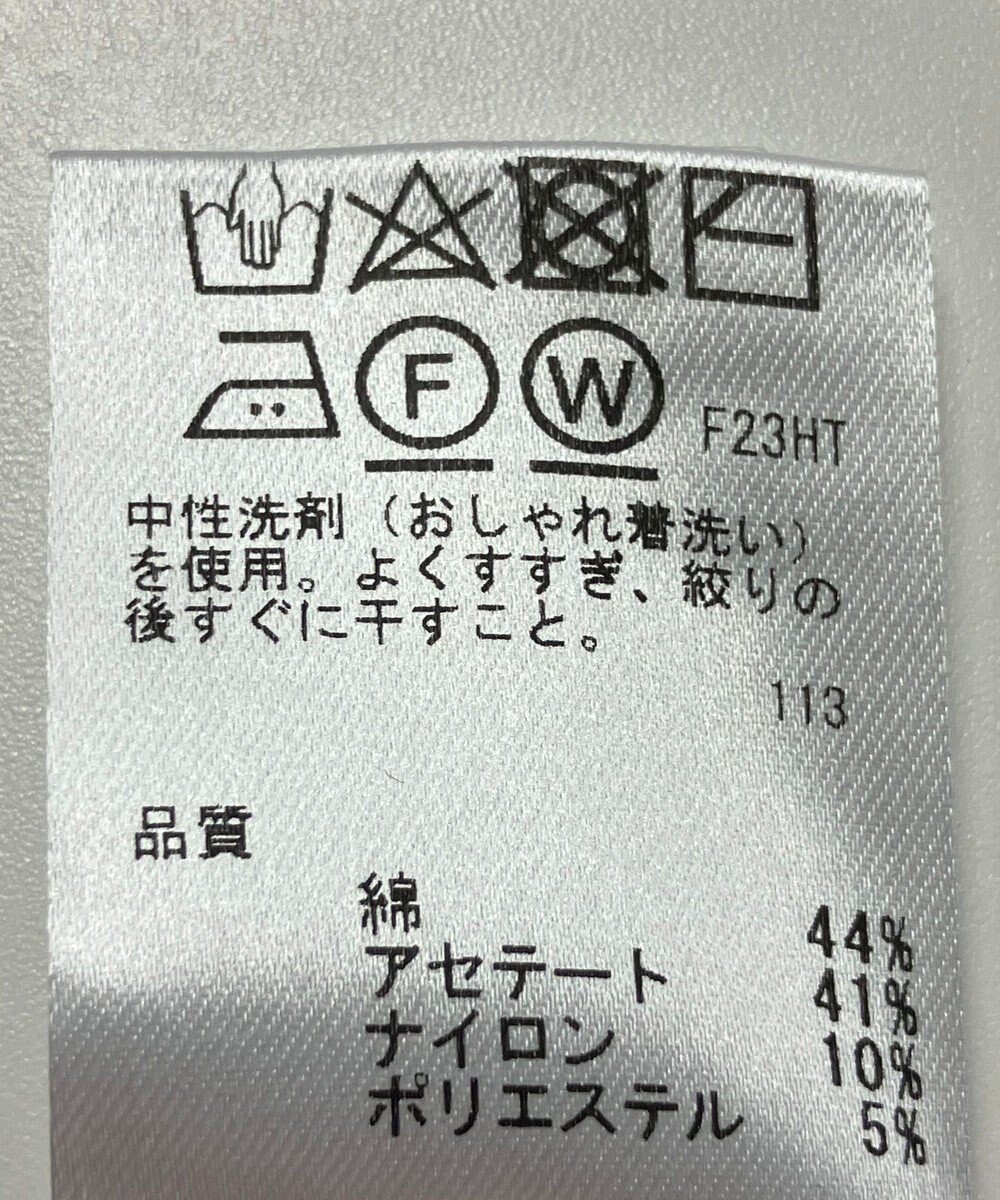 F W F23HT
中性洗剤（おしゃれ着洗い）
を使用。よくすすぎ、絞りの
後すぐに干すこと。
113
品質
綿 44%
アセテート 41%
ナイロン 10%
ポリエステル 5%